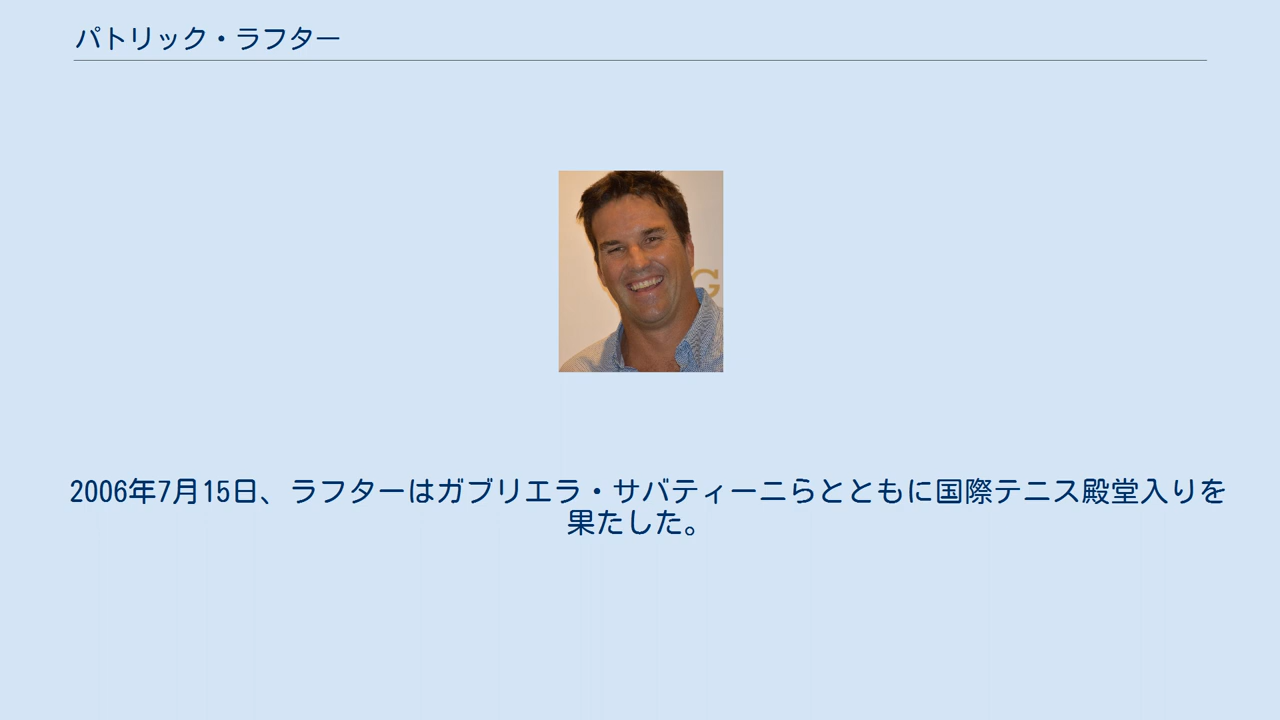 パトリック・ラフター
G
2006年7月15日、ラフターはガブリエラ・サバティーニらとともに国際テニス殿堂入りを
果たした。